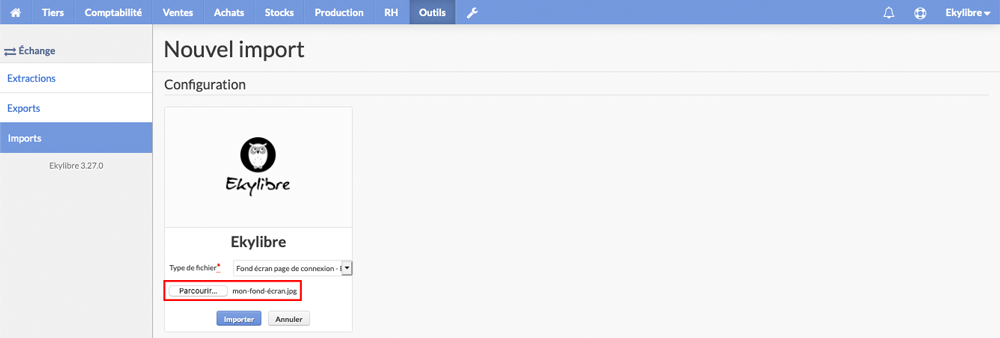 Tiers Comptabilité Ventes Achats Stocks Production RH Outils Ekylibre
Échange
Extractions
Exports
Imports
Ekylibre 3.27.0
Nouvel import
Configuration
Ekylibre
Ekylibre
Type de fichier* Fond écran page de connexion -
Parcourir... mon-fond-écran.jpg
Importer Annuler